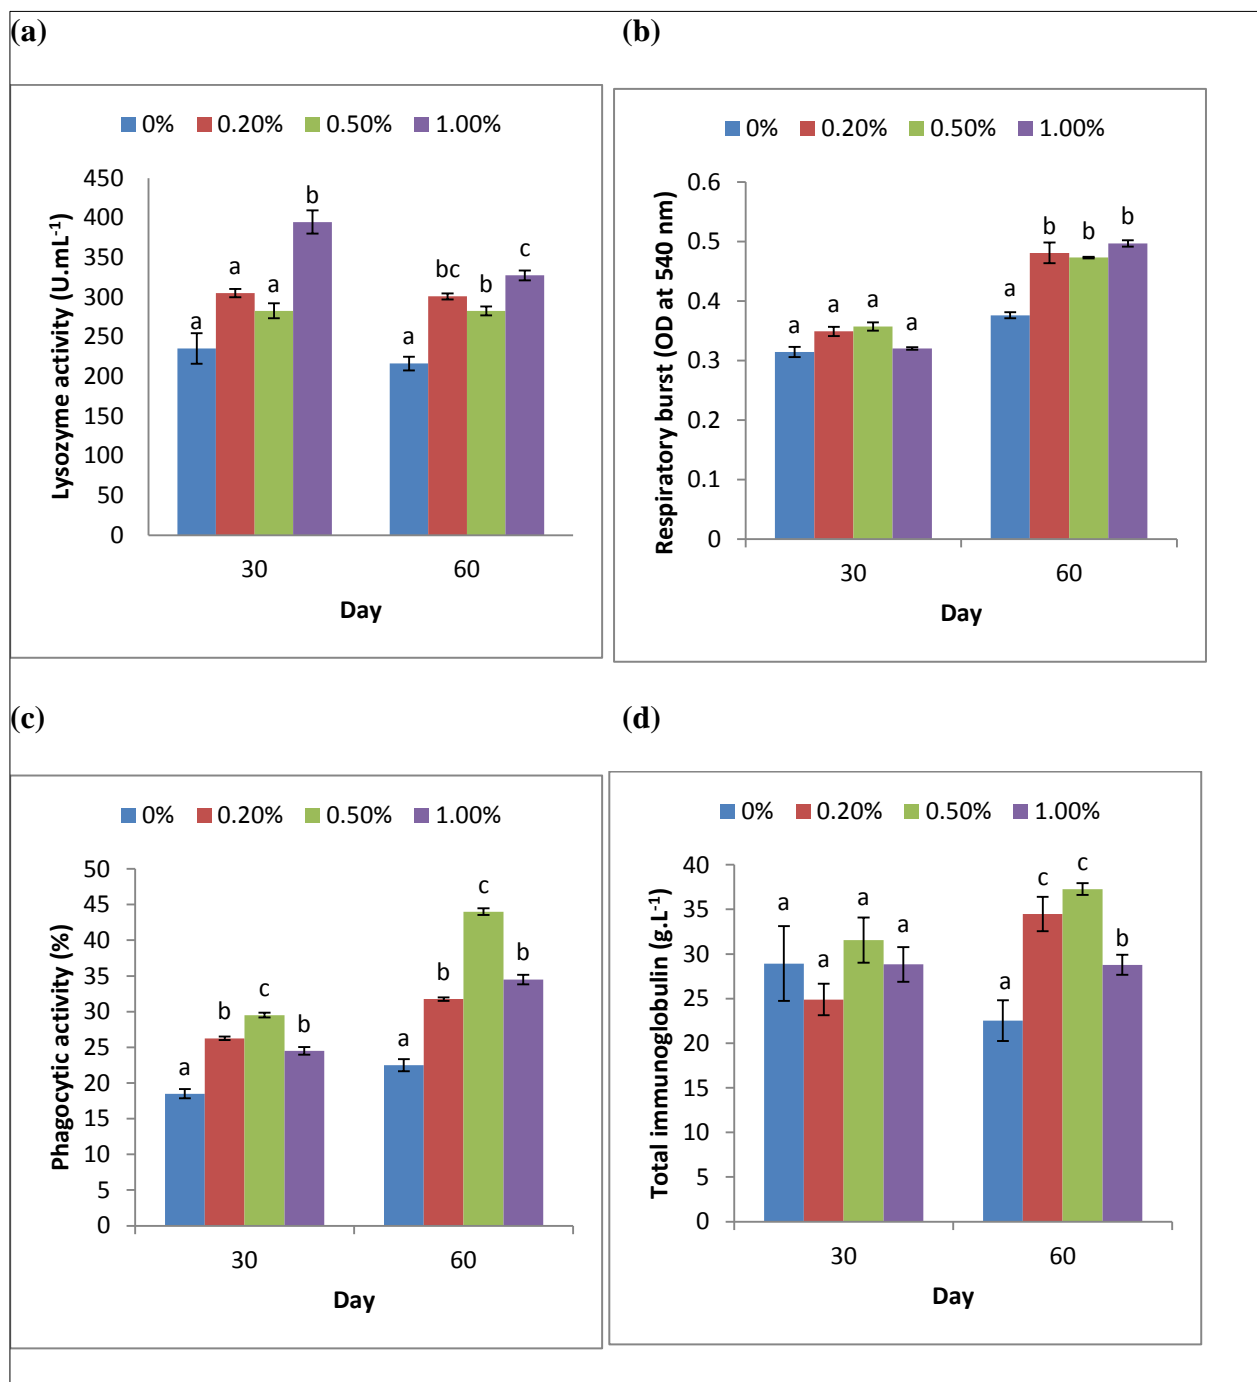 (a)
0% 0.20% 0.50% 1.00%
Lysozyme activity (U.mL⁻¹)
450
400
350
300
250
200
150
100
50
0
a a a b
a bc b c
30 60
Day
(b)
0% 0.20% 0.50% 1.00%
Respiratory burst (OD at 540 nm)
0.6
0.5
0.4
0.3
0.2
0.1
0
a a a a
a b b b
30 60
Day
(c)
0% 0.20% 0.50% 1.00%
Phagocytic activity (%)
50
45
40
35
30
25
20
15
10
5
0
a b c b
a b c b
30 60
Day
(d)
0% 0.20% 0.50% 1.00%
Total immunoglobulin (g.L⁻¹)
40
35
30
25
20
15
10
5
0
a a a a
a c c b
30 60
Day